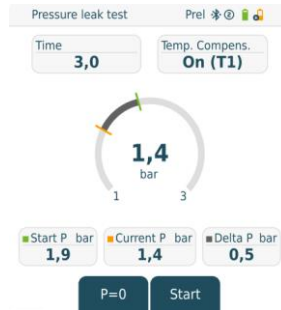 Pressure leak test Prel
Time Temp. Compens.
3,0 On (T1)
1,4
bar
1 3
Start P bar Current P bar Delta P bar
1,9 1,4 0,5
P=0 Start